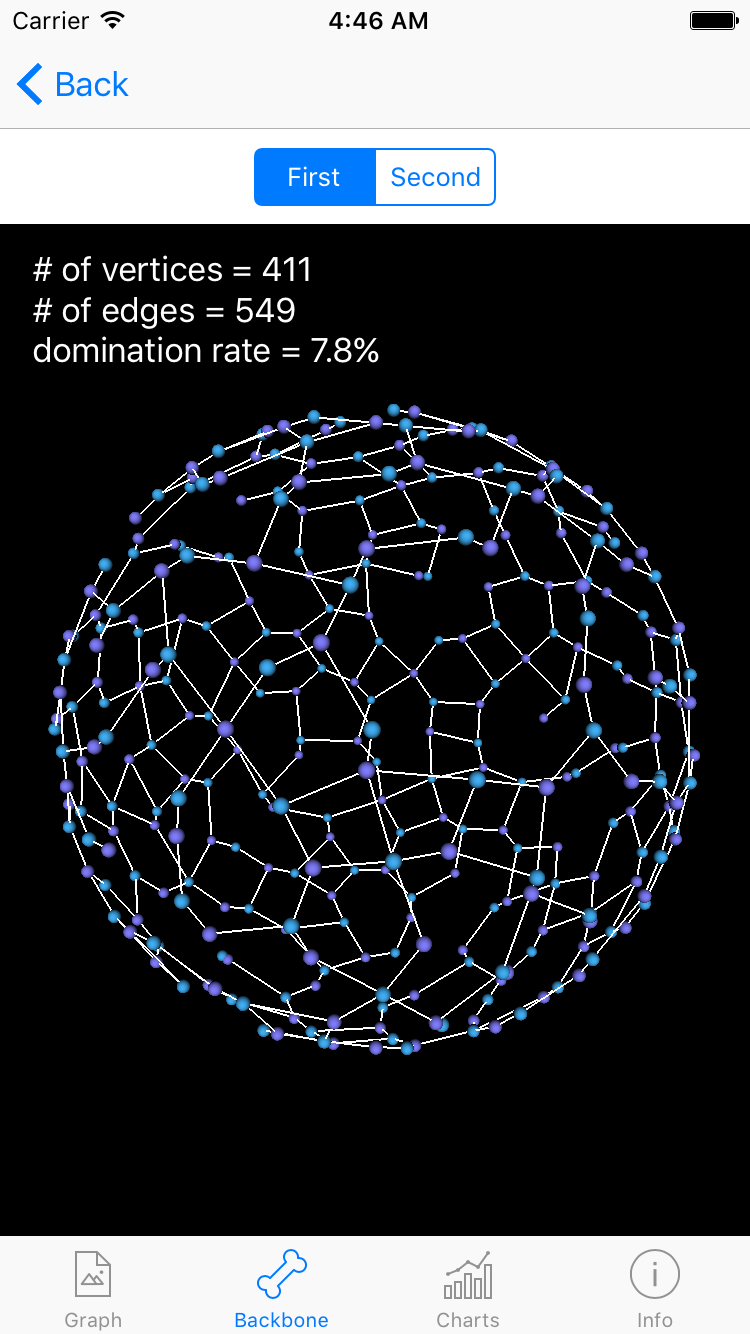 Carrier 4:46 AM
Back
First Second
# of vertices = 411
# of edges = 549
domination rate = 7.8%
Graph Backbone Charts Info